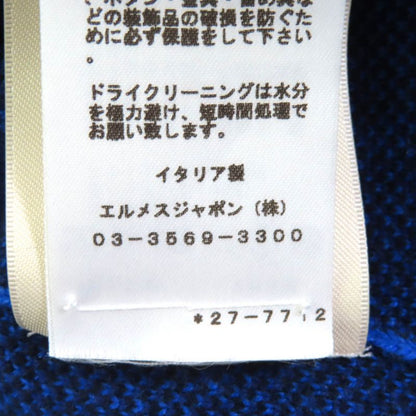 どの装飾品の破損を防ぐた
めに必ず保護をして下さい
。
ドライクリーニングは水分
を極力避け、短時間処理で
お願い致します。
イタリア製
エルメスジャポン（株）
03-3569-3300
*27-7712